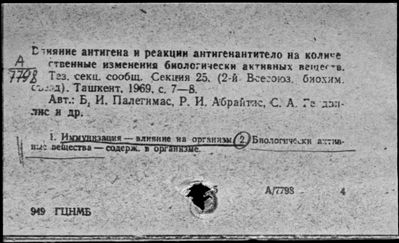 Влияние антигена и реакции антигенантитело на количе
ственные изменения биологически активных веществ.
А
7798
Тез. секц. сообщ. Секция 25. (2-й Всесоюз. биохим.
съезд). Ташкент, 1969, с. 7—8.
Авт.: Б. И. Палегимас, Р. И. Абрайтис, С. А.
лис и др.
1. Иммунизация — влияние на организм 2. Биологически актив-
ные вещества — содерж. в организме.
А/7798 4
949 ГЦНМБ